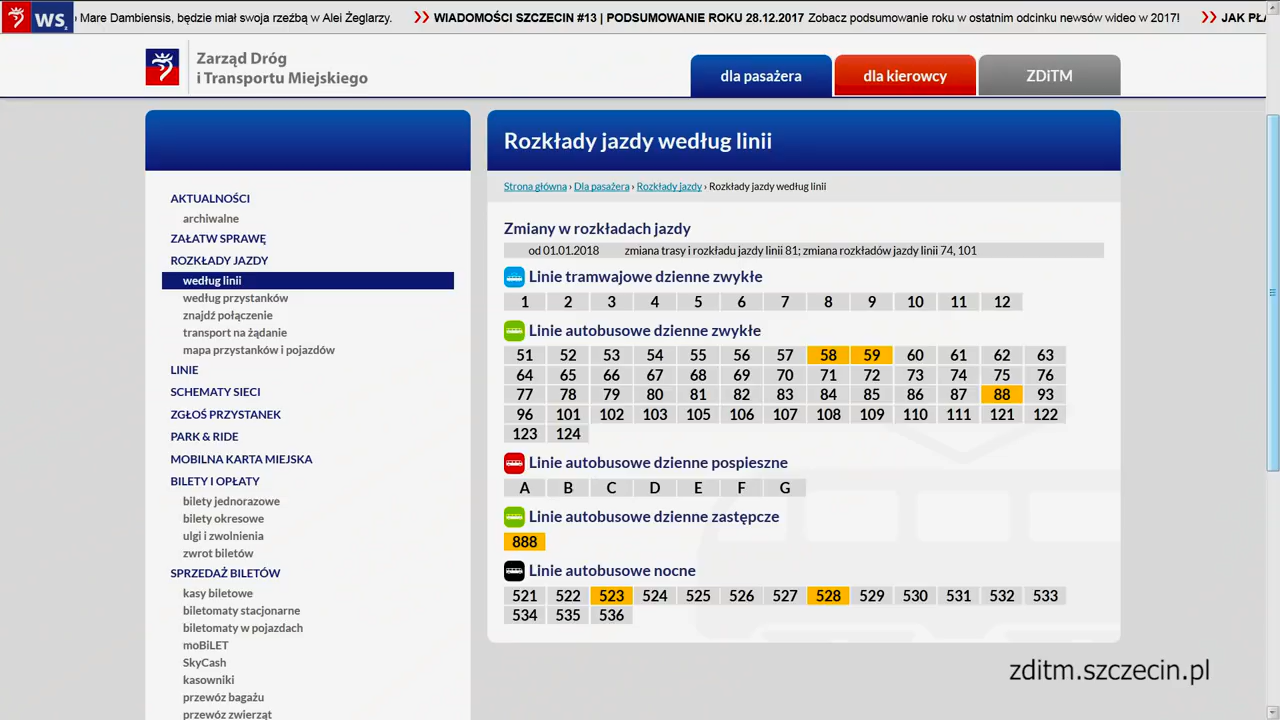 WS.
Mare Dambiensis, będzie miał swoja rzeźbą w Alei Żeglarzy. WIADOMOŚCI SZCZECIN #13 | PODSUMOWANIE ROKU 28.12.2017 Zobacz podsumowanie roku w ostatnim odcinku newsów wideo w 2017! JAK
Zarząd Dróg
i Transportu Miejskiego
dla pasażera
dla kierowcy
ZDiTM
AKTUALNOŚCI
archiwalne
ZAŁATW SPRAWĘ
ROZKŁADY JAZDY
według linii
według przystanków
znajdź połączenie
transport na żądanie
mapa przystanków i pojazdów
LINIE
SCHEMATY SIECI
ZGŁOŚ PRZYSTANEK
PARK & RIDE
MOBILNA KARTA MIEJSKA
BILETY I OPŁATY
bilety jednorazowe
bilety okresowe
ulgi i zwolnienia
zwrot biletów
SPRZEDAŻ BILETÓW
kasy biletowe
biletomaty stacjonarne
biletomaty w pojazdach
moBiLET
SkyCash
kasowniki
przewóz bagażu
przewóz zwierząt
Rozkłady jazdy według linii
Strona główna › Dla pasażera › Rozkłady jazdy › Rozkłady jazdy według linii
Zmiany w rozkładach jazdy
od 01.01.2018 zmiana trasy i rozkładu jazdy linii 81; zmiana rozkładów jazdy linii 74, 101
Linie tramwajowe dzienne zwykłe
1 2 3 4 5 6 7 8 9 10 11 12
Linie autobusowe dzienne zwykłe
51 52 53 54 55 56 57 58 59 60 61 62 63
64 65 66 67 68 69 70 71 72 73 74 75 76
77 78 79 80 81 82 83 84 85 86 87 88 93
96 101 102 103 105 106 107 108 109 110 111 121 122
123 124
Linie autobusowe dzienne pospieszne
A B C D E F G
Linie autobusowe dzienne zastępcze
888
Linie autobusowe nocne
521 522 523 524 525 526 527 528 529 530 531 532 533
534 535 536
zditm.szczecin.pl